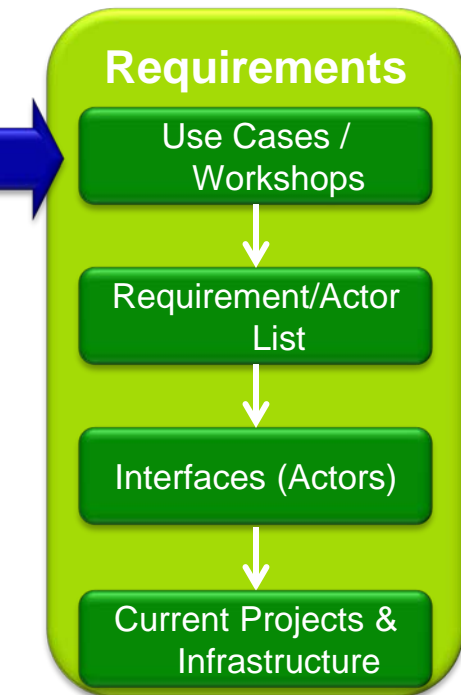 Requirements
Use Cases /
Workshops
Requirement/Actor
List
Interfaces (Actors)
Current Projects &
Infrastructure